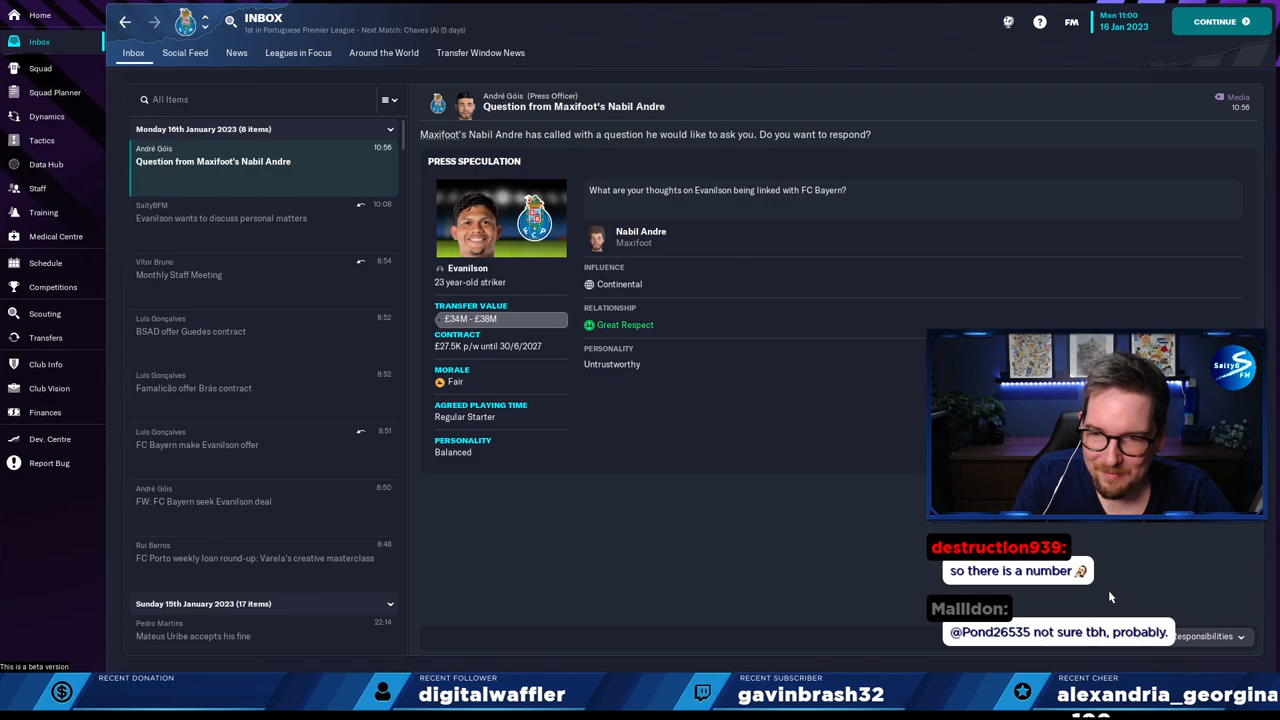 Home
Inbox
Squad
Squad Planner
Dynamics
Tactics
Data Hub
Staff
Training
Medical Centre
Schedule
Competitions
Scouting
Transfers
Club Info
Club Vision
Finances
Dev. Centre
Report Bug
This is a beta version
INBOX
1st in Portuguese Premier League - Next Match: Chaves (A) (5 days)
FM
Mon 11:00
16 Jan 2023
CONTINUE
Inbox
Social Feed
News
Leagues in Focus
Around the World
Transfer Window News
All Items
Monday 16th January 2023 (8 items)
André Góis 10:56
Question from Maxifoot's Nabil Andre
SaltyBFM 10:08
Evanilson wants to discuss personal matters
Vítor Bruno 8:54
Monthly Staff Meeting
Luís Gonçalves 8:52
BSAD offer Guedes contract
Luís Gonçalves 8:52
Famalicão offer Brás contract
Luís Gonçalves 8:51
FC Bayern make Evanilson offer
André Góis 8:50
FW: FC Bayern seek Evanilson deal
Rui Barros 8:48
FC Porto weekly loan round-up: Varela's creative masterclass
Sunday 15th January 2023 (17 items)
Pedro Martins 22:14
Mateus Uribe accepts his fine
André Góis (Press Officer)
Question from Maxifoot's Nabil Andre
Media
10:56
Maxifoot's Nabil Andre has called with a question he would like to ask you. Do you want to respond?
PRESS SPECULATION
Evanilson
23 year-old striker
TRANSFER VALUE
£34M - £38M
CONTRACT
£27.5K p/w until 30/6/2027
MORALE
Fair
AGREED PLAYING TIME
Regular Starter
PERSONALITY
Balanced
What are your thoughts on Evanilson being linked with FC Bayern?
Nabil Andre
Maxifoot
INFLUENCE
Continental
RELATIONSHIP
Great Respect
PERSONALITY
Untrustworthy
SaltyB
FM
destruction939:
so there is a number
Mallldon:
@Pond26535 not sure tbh, probably.
Responsibilities
RECENT DONATION
RECENT FOLLOWER
digitalwaffler
RECENT SUBSCRIBER
gavinbrash32
RECENT CHEER
alexandria_georgina